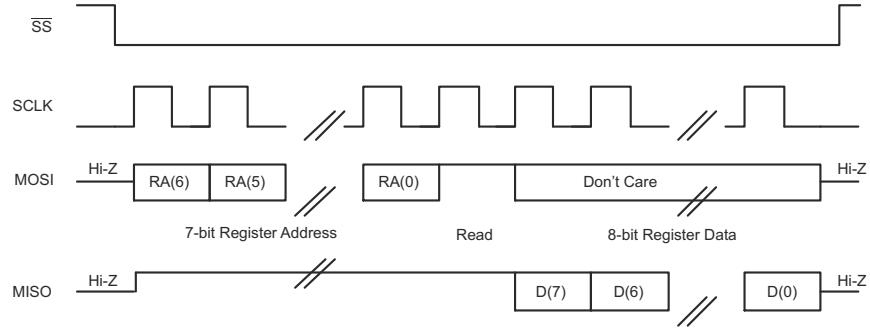 SS
SCLK
Hi-Z RA(6) RA(5) RA(0) Don't Care Hi-Z
MOSI
7-bit Register Address Read 8-bit Register Data
Hi-Z D(7) D(6) D(0) Hi-Z
MISO